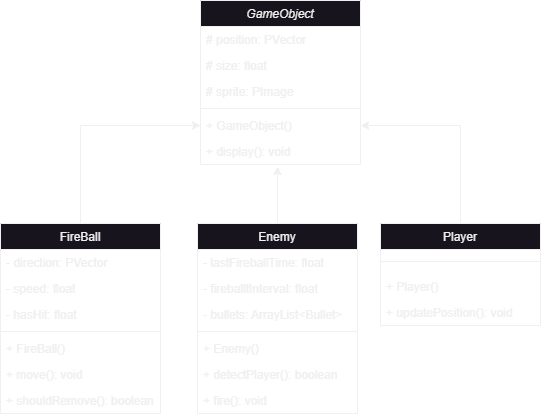 GameObject
# position: PVector
# size: float
# sprite: PImage
+ GameObject()
+ display(): void
FireBall
- direction: PVector
- speed: float
- hasHit: float
+ FireBall()
+ move(): void
+ shouldRemove(): boolean
Enemy
- lastFireballTime: float
- fireballInterval: float
- bullets: ArrayList<Bullet>
+ Enemy()
+ detectPlayer(): boolean
+ fire(): void
Player
+ Player()
+ updatePosition(): void